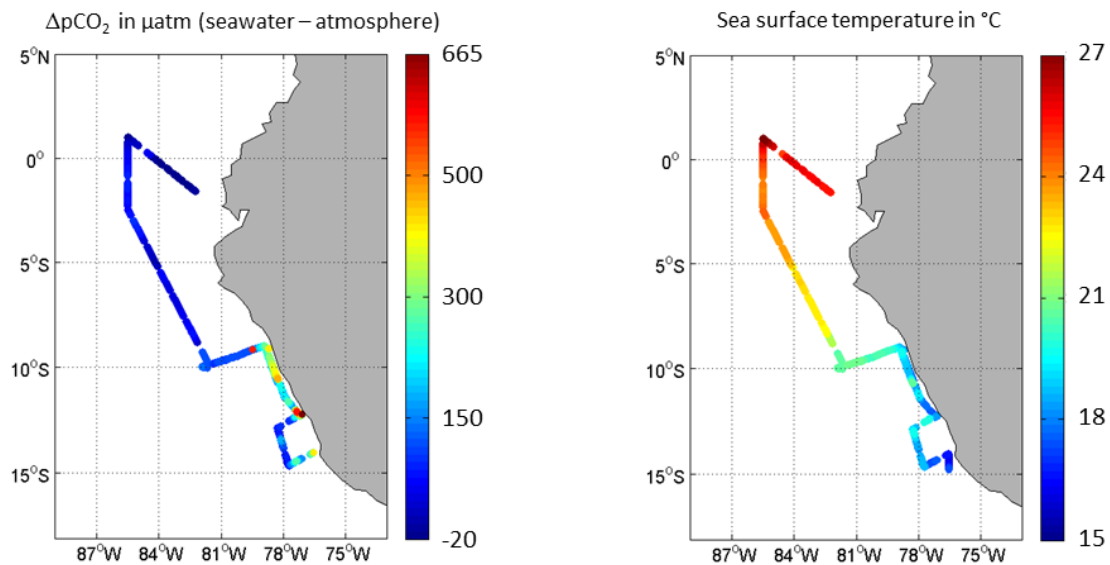 ΔpCO₂ in µatm (seawater – atmosphere)
5°N
0°
5°S
10°S
15°S
87°W 84°W 81°W 78°W 75°W
665
500
300
150
-20
Sea surface temperature in °C
5°N
0°
5°S
10°S
15°S
87°W 84°W 81°W 78°W 75°W
27
24
21
18
15